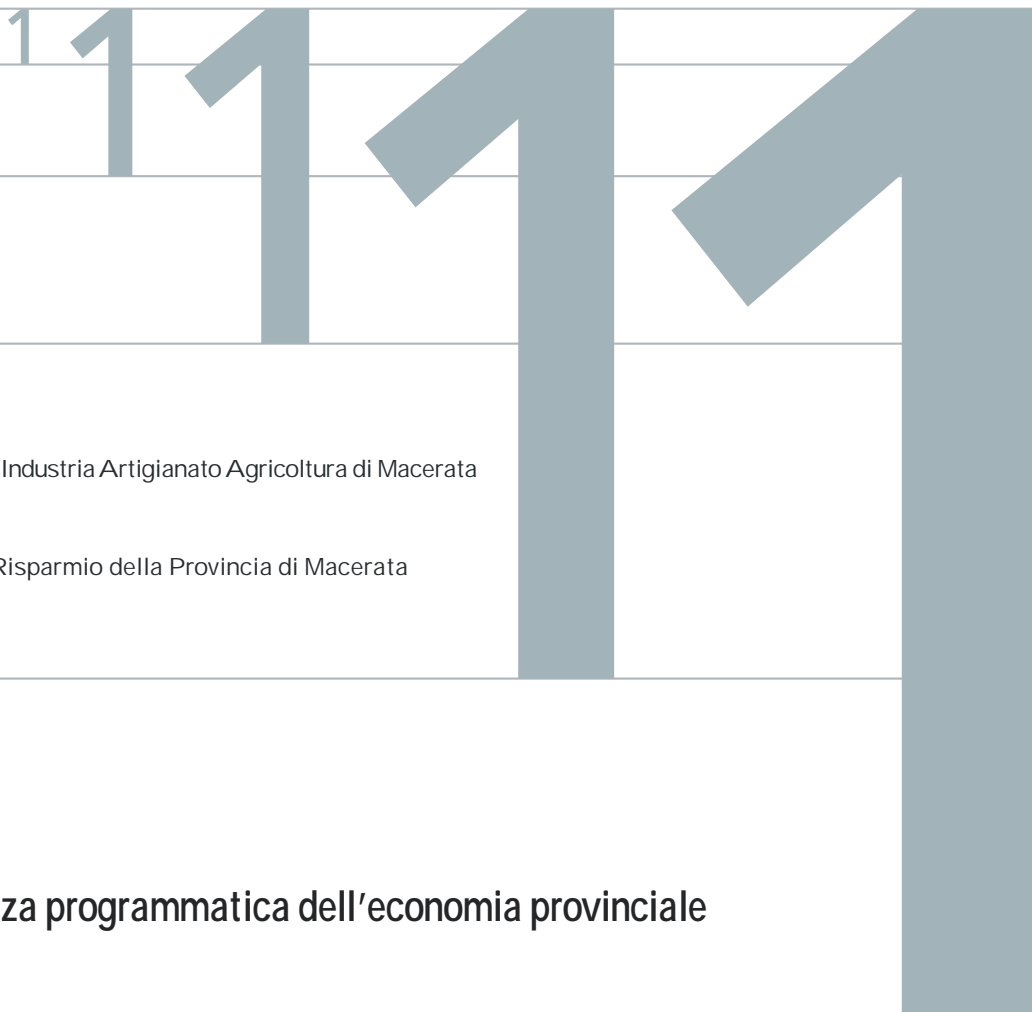 1 1 1 1 1
Industria Artigianato Agricoltura di Macerata
Risparmio della Provincia di Macerata
za programmatica dell'economia provinciale